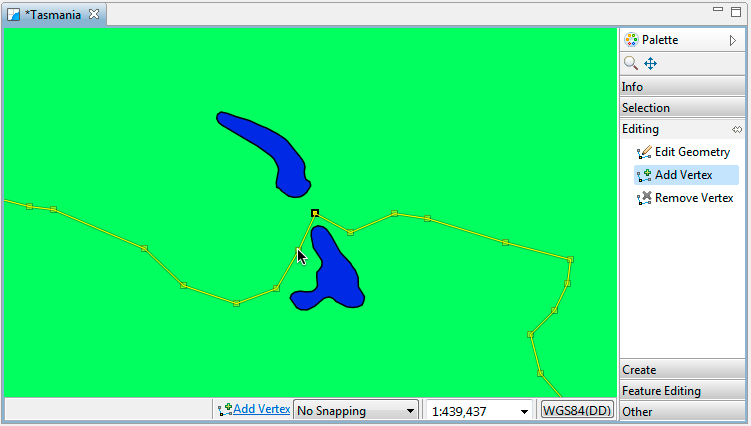 *Tasmania
Palette
Info
Selection
Editing
Edit Geometry
Add Vertex
Remove Vertex
Create
Feature Editing
Other
Add Vertex
No Snapping
1:439,437
WGS84(DD)